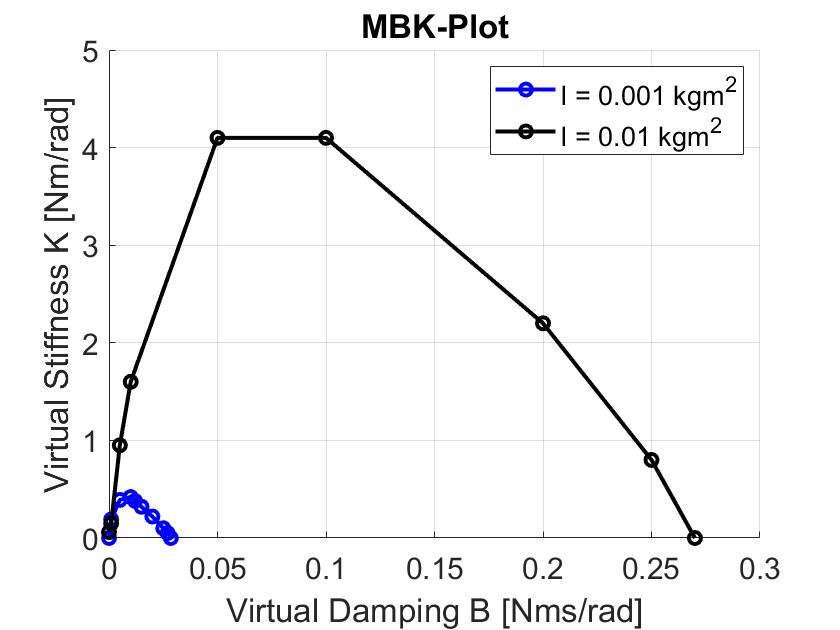 MBK-Plot
I = 0.001 kgm²
I = 0.01 kgm²
Virtual Stiffness K [Nm/rad]
5
4
3
2
1
0
0 0.05 0.1 0.15 0.2 0.25 0.3
Virtual Damping B [Nms/rad]